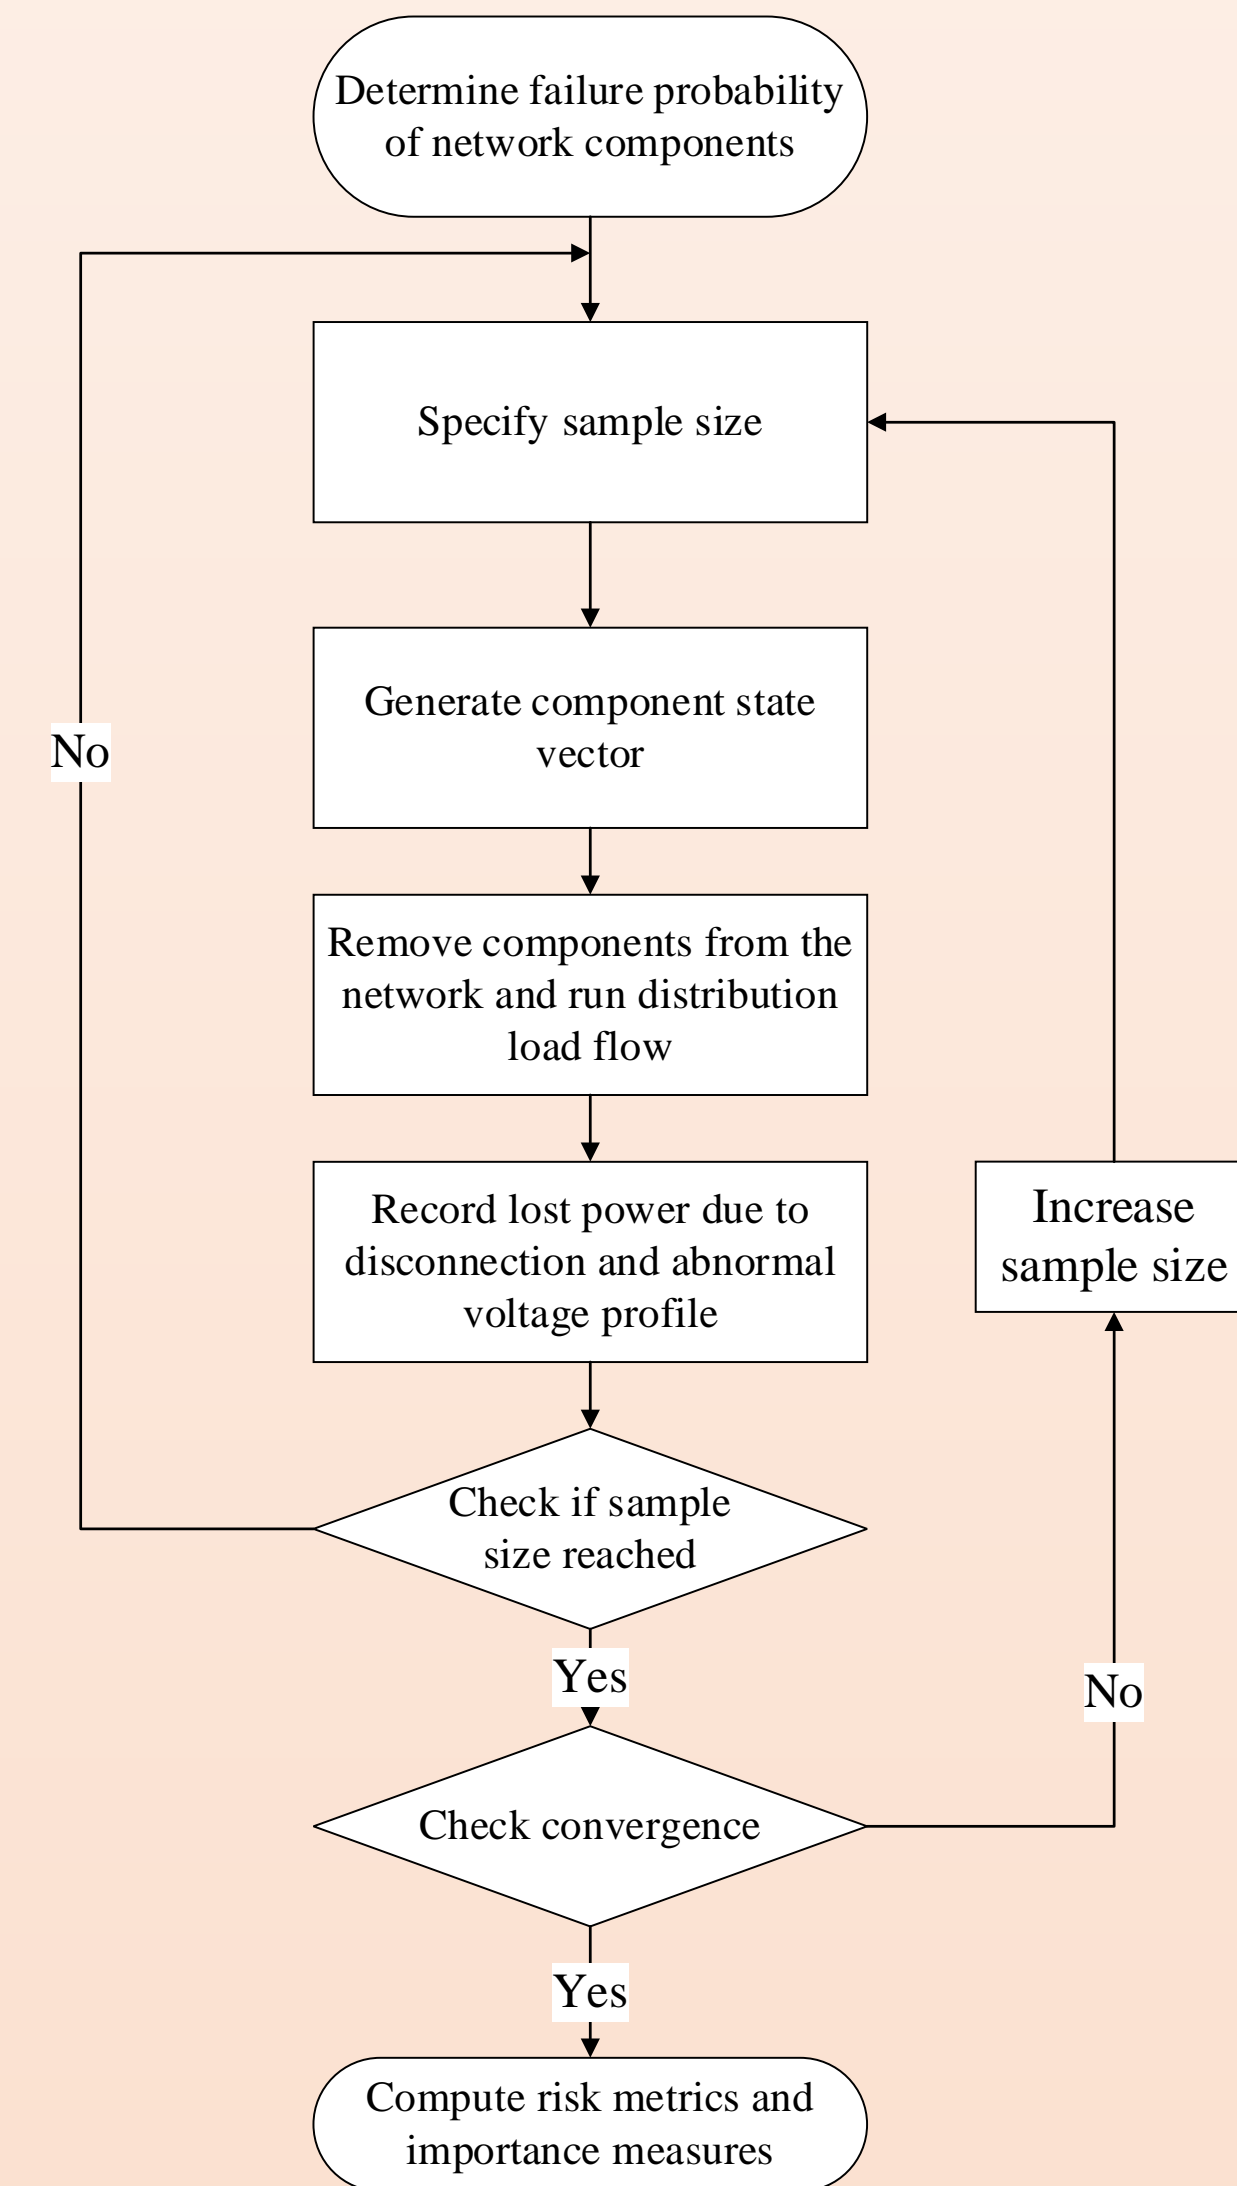 Determine failure probability
of network components
Specify sample size
Generate component state
vector
No
Remove components from the
network and run distribution
load flow
Record lost power due to
disconnection and abnormal
voltage profile
Increase
sample size
Check if sample
size reached
Yes
No
Check convergence
Yes
Compute risk metrics and
importance measures